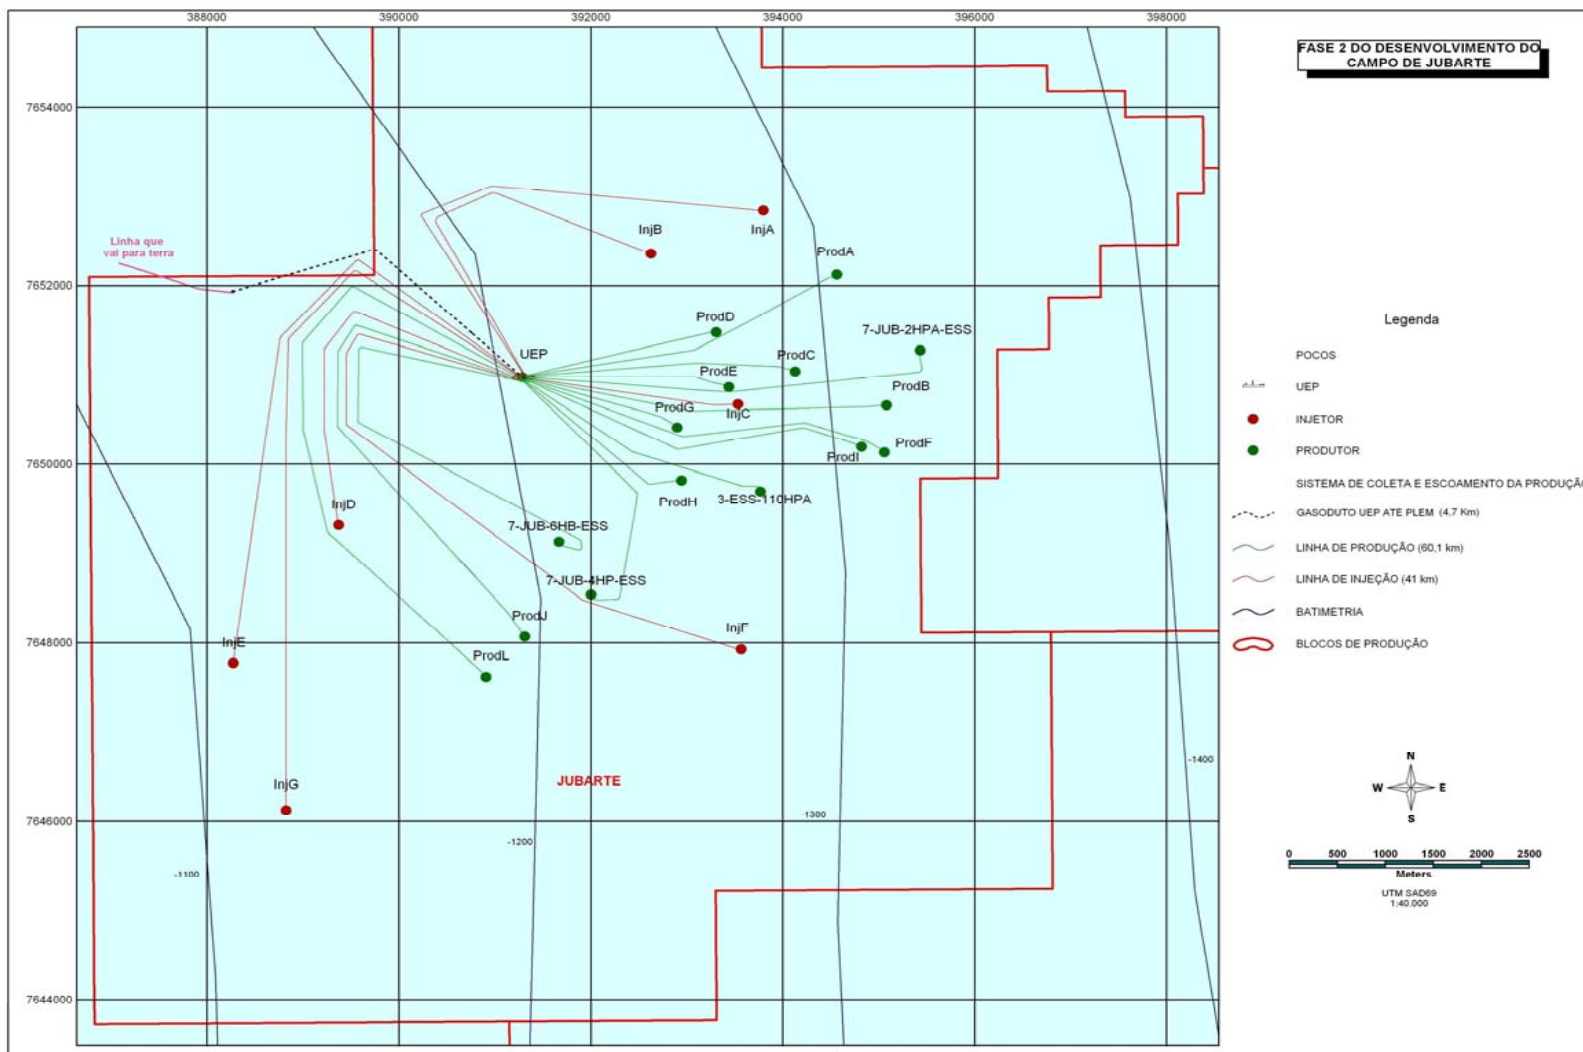 388000 390000 392000 394000 396000 398000
FASE 2 DO DESENVOLVIMENTO DO
CAMPO DE JUBARTE
7654000
Linha que
vai para terra
InjB
InjA
ProdA
7652000
ProdD
7-JUB-2HPA-ESS
UEP
ProdC
ProdE
ProdB
ProdG
InjC
ProdF
ProdI
7650000
ProdH
3-ESS-110HPA
InjD
7-JUB-6HB-ESS
7-JUB-4HP-ESS
ProdJ
7648000
InjE
InjF
ProdL
JUBARTE
InjG
-1400
7646000
1300
-1200
-1100
7644000
Legenda
POCOS
UEP
INJETOR
PRODUTOR
SISTEMA DE COLETA E ESCOAMENTO DA PRODUÇÃO
GASODUTO UEP ATE PLEM (4,7 Km)
LINHA DE PRODUÇÃO (60,1 km)
LINHA DE INJEÇÃO (41 km)
BATIMETRIA
BLOCOS DE PRODUÇÃO
N
W E
S
0 500 1000 1500 2000 2500
Meters
UTM SAD69
1:40.000